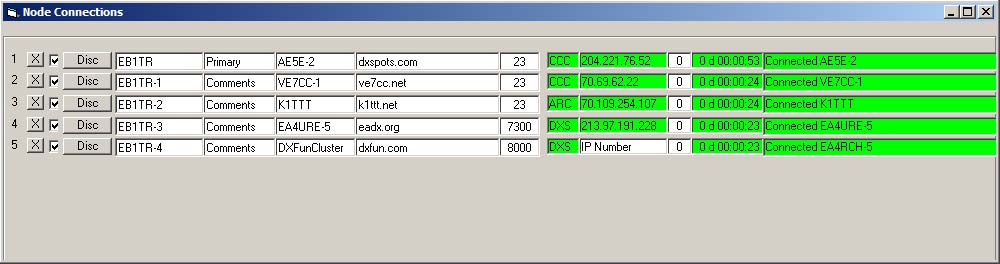 Node Connections
1 X Disc EB1TR Primary AE5E-2 dxspots.com 23 CCC 204.221.76.52 0 0 d 00:00:53 Connected AE5E-2
2 X Disc EB1TR-1 Comments VE7CC-1 ve7cc.net 23 CCC 70.69.62.22 0 0 d 00:00:24 Connected VE7CC-1
3 X Disc EB1TR-2 Comments K1TTT k1ttt.net 23 ARC 70.109.254.107 0 0 d 00:00:24 Connected K1TTT
4 X Disc EB1TR-3 Comments EA4URE-5 eadx.org 7300 DXS 213.97.191.228 0 0 d 00:00:23 Connected EA4URE-5
5 X Disc EB1TR-4 Comments DXFunCluster dxfun.com 8000 DXS IP Number 0 0 d 00:00:23 Connected EA4RCH-5